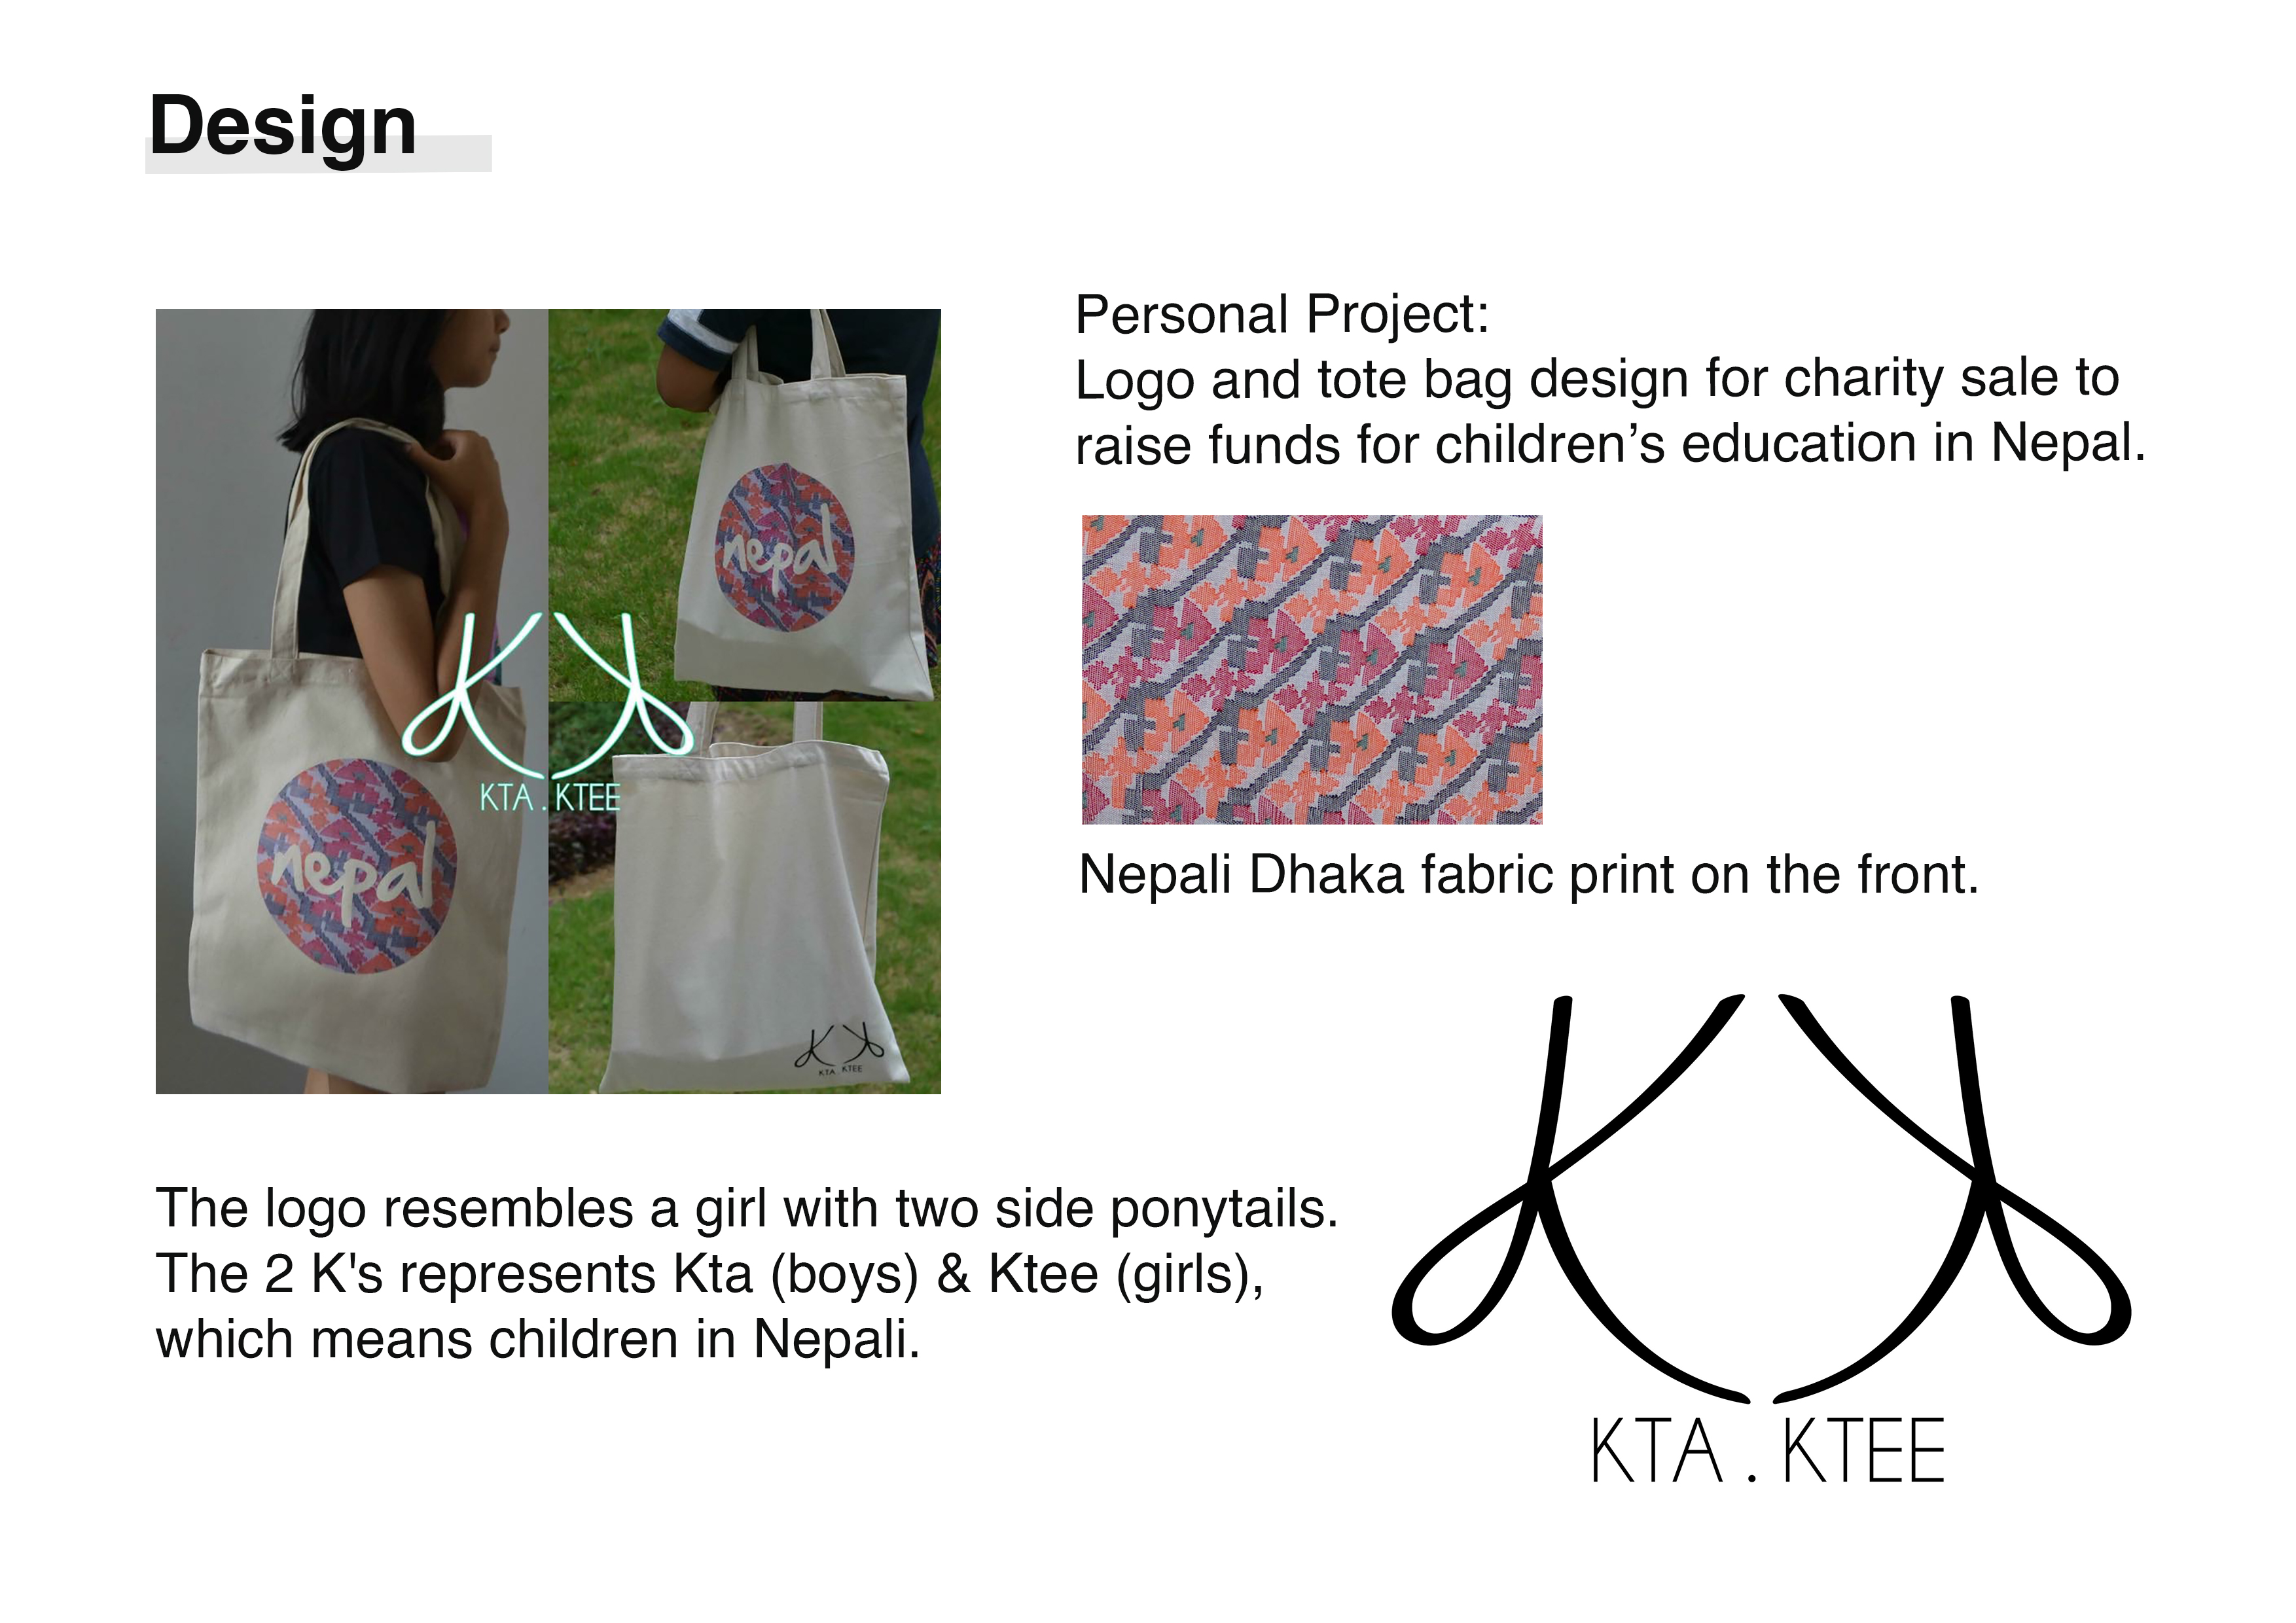 Design
Personal Project:
Logo and tote bag design for charity sale to
raise funds for children’s education in Nepal.
nepal
nepal
KTA . KTEE
KTA KTEE
Nepali Dhaka fabric print on the front.
The logo resembles a girl with two side ponytails.
The 2 K's represents Kta (boys) & Ktee (girls),
which means children in Nepali.
KTA . KTEE